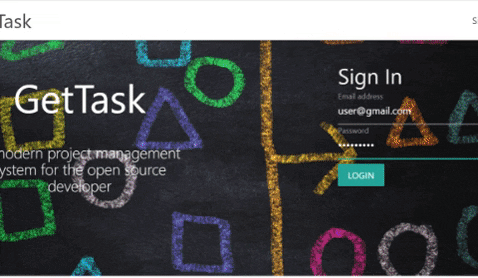 Task
GetTask
modern project management
system for the open source
developer
Sign In
Email address
user@gmail.com
Password
LOGIN